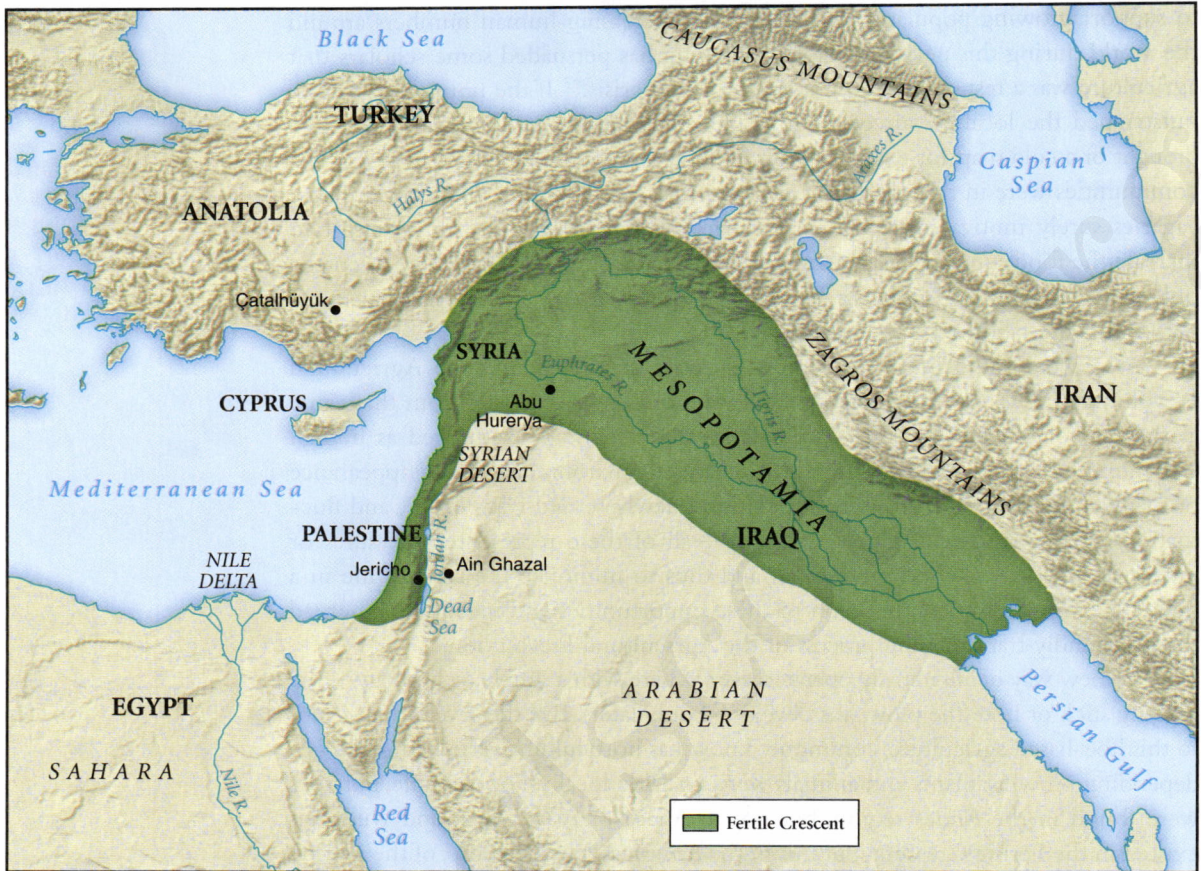 Black Sea
CAUCASUS MOUNTAINS
TURKEY
Araxes R.
Caspian
Sea
Halys R.
ANATOLIA
Çatalhüyük
SYRIA
Euphrates R.
MESOPOTAMIA
Tigris R.
ZAGROS MOUNTAINS
IRAN
CYPRUS
Abu
Hurerya
SYRIAN
DESERT
Mediterranean Sea
PALESTINE
Jordan R.
IRAQ
NILE
DELTA
Jericho
Ain Ghazal
Dead
Sea
EGYPT
ARABIAN
DESERT
Persian Gulf
SAHARA
Nile R.
Red
Sea
Fertile Crescent